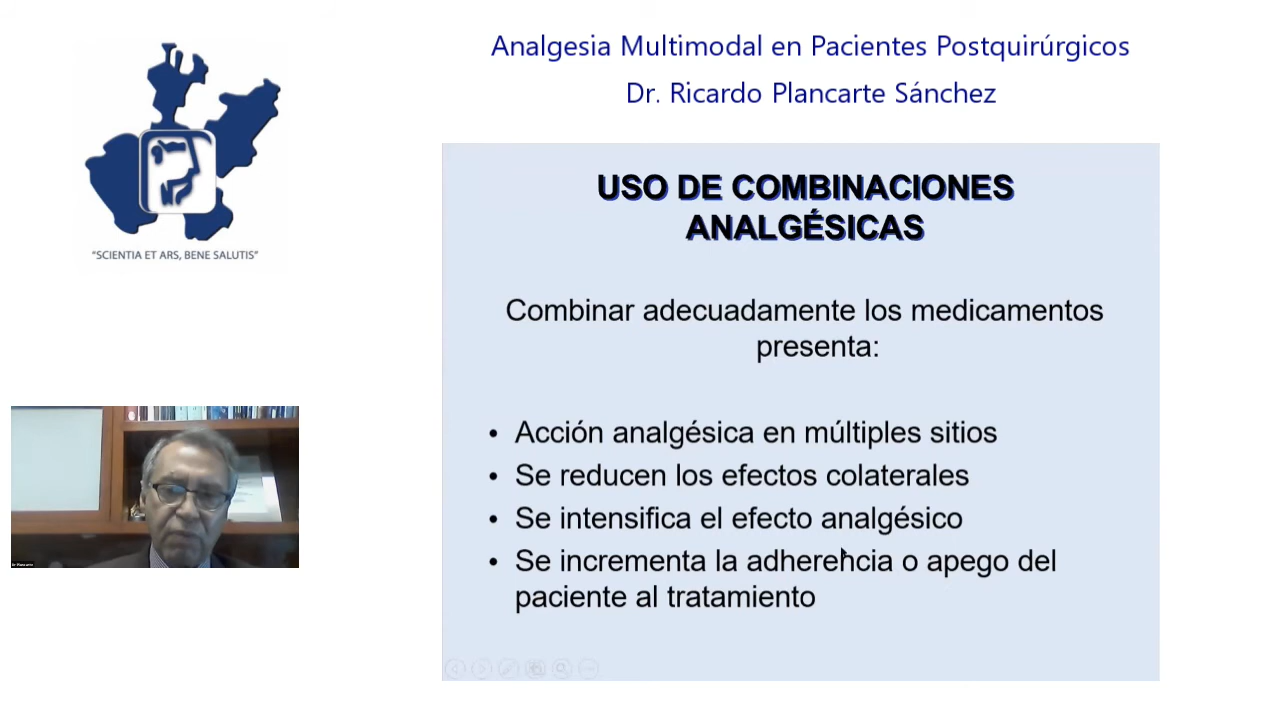 Analgesia Multimodal en Pacientes Postquirúrgicos
Dr. Ricardo Plancarte Sánchez
"SCIENTIA ET ARS, BENE SALUTIS"
USO DE COMBINACIONES
ANALGÉSICAS
Combinar adecuadamente los medicamentos
presenta:
• Acción analgésica en múltiples sitios
• Se reducen los efectos colaterales
• Se intensifica el efecto analgésico
• Se incrementa la adherencia o apego del
paciente al tratamiento